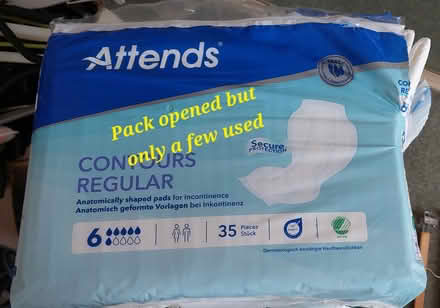 Attends®
Pack opened but
only a few used
Secure
PROTECTION
CONTOURS
REGULAR
Anatomically shaped pads for incontinence
Anatomisch geformte Vorlagen bei Inkontinenz
6
35 Pieces
Stück